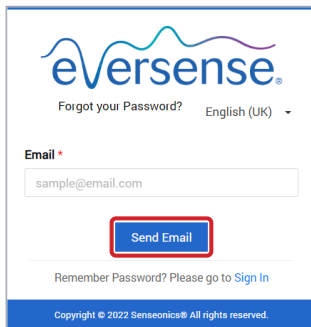 eversense®
Forgot your Password?
English (UK)
Email *
sample@email.com
Send Email
Remember Password? Please go to Sign In
Copyright © 2022 Senseonics® All rights reserved.